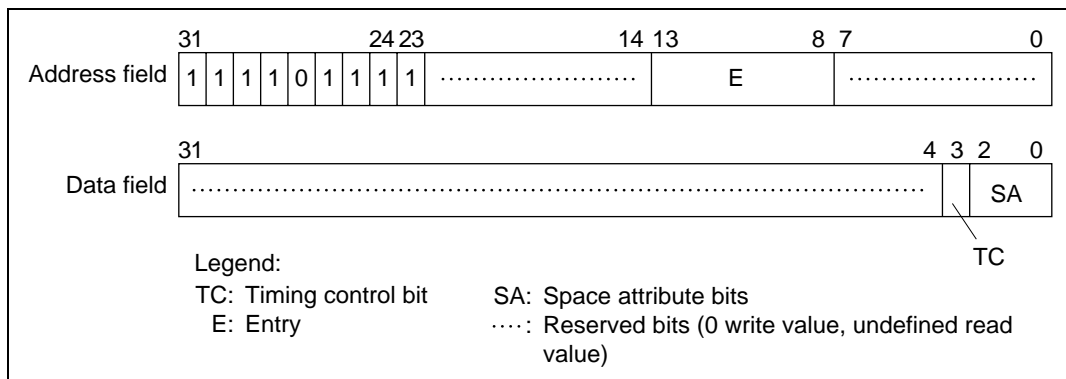 31 24 23 14 13 8 7 0
Address field 1 1 1 1 0 1 1 1 1 ........................ E ........................
31 4 3 2 0
Data field ........................ SA
TC
Legend:
TC: Timing control bit SA: Space attribute bits
E: Entry ....: Reserved bits (0 write value, undefined read
value)